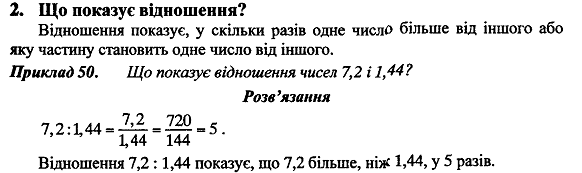 2. Що показує відношення?
Відношення показує, у скільки разів одне число більше від іншого або
яку частину становить одне число від іншого.
Приклад 50. Що показує відношення чисел 7,2 і 1,44?
Розв'язання
7,2:1,44 = 7,2/1,44 = 720/144 = 5 .
Відношення 7,2 : 1,44 показує, що 7,2 більше, ніж 1,44, у 5 разів.